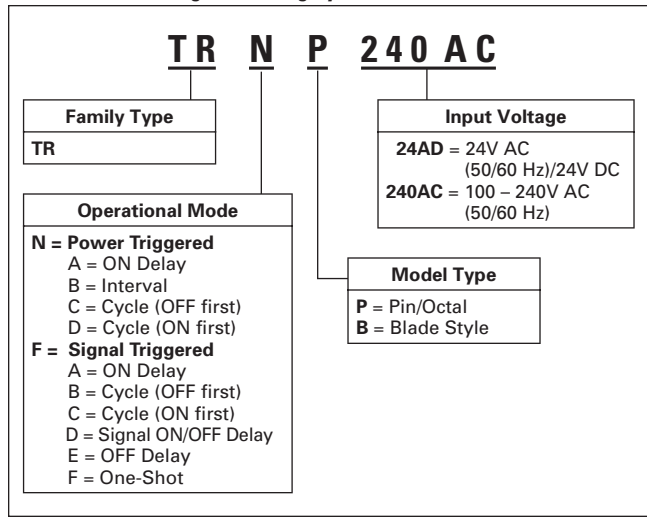 TR N P 240 AC
Family Type
TR
Operational Mode
N = Power Triggered
A = ON Delay
B = Interval
C = Cycle (OFF first)
D = Cycle (ON first)
F = Signal Triggered
A = ON Delay
B = Cycle (OFF first)
C = Cycle (ON first)
D = Signal ON/OFF Delay
E = OFF Delay
F = One-Shot
Input Voltage
24AD = 24V AC
(50/60 Hz)/24V DC
240AC = 100 – 240V AC
(50/60 Hz)
Model Type
P = Pin/Octal
B = Blade Style